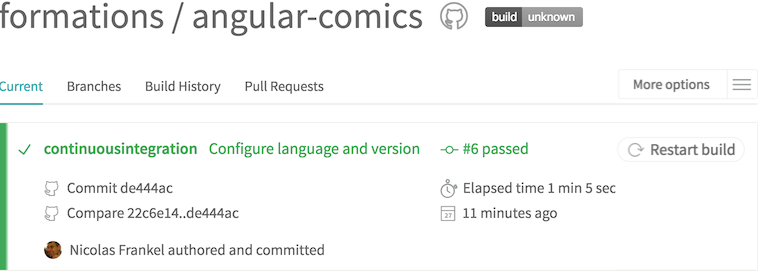 formations / angular-comics build unknown
Current Branches Build History Pull Requests More options
continuousintegration Configure language and version #6 passed Restart build
Commit de444ac Elapsed time 1 min 5 sec
Compare 22c6e14..de444ac 27 11 minutes ago
Nicolas Frankel authored and committed